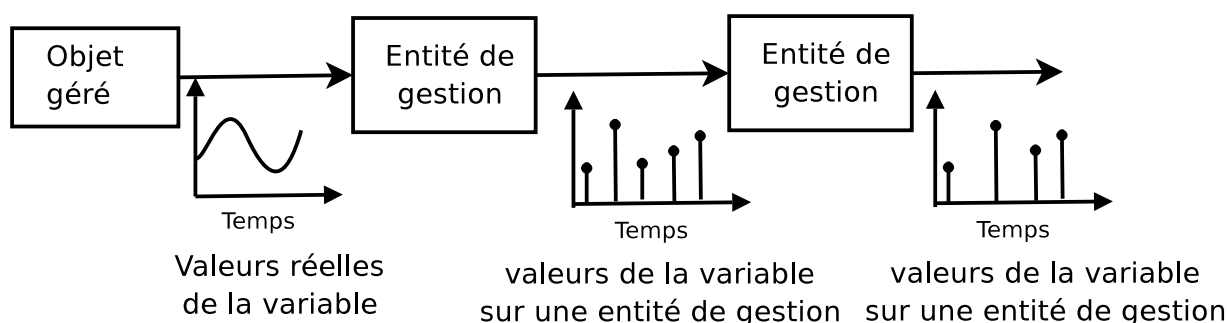 Objet
géré
Entité de
gestion
Entité de
gestion
Temps
Temps
Temps
Valeurs réelles
de la variable
valeurs de la variable
sur une entité de gestion
valeurs de la variable
sur une entité de gestion